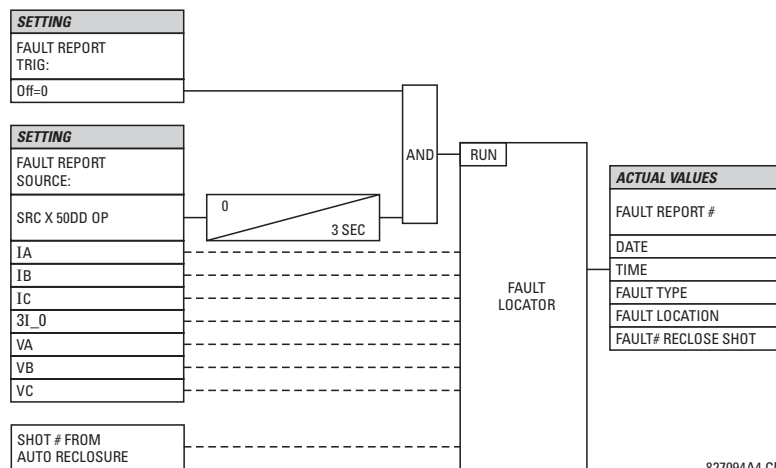 SETTING
FAULT REPORT
TRIG:
Off=0
SETTING
FAULT REPORT
SOURCE:
SRC X 50DD OP
IA
IB
IC
3I_0
VA
VB
VC
SHOT # FROM
AUTO RECLOSURE
0
3 SEC
AND
RUN
FAULT
LOCATOR
ACTUAL VALUES
FAULT REPORT #
DATE
TIME
FAULT TYPE
FAULT LOCATION
FAULT# RECLOSE SHOT